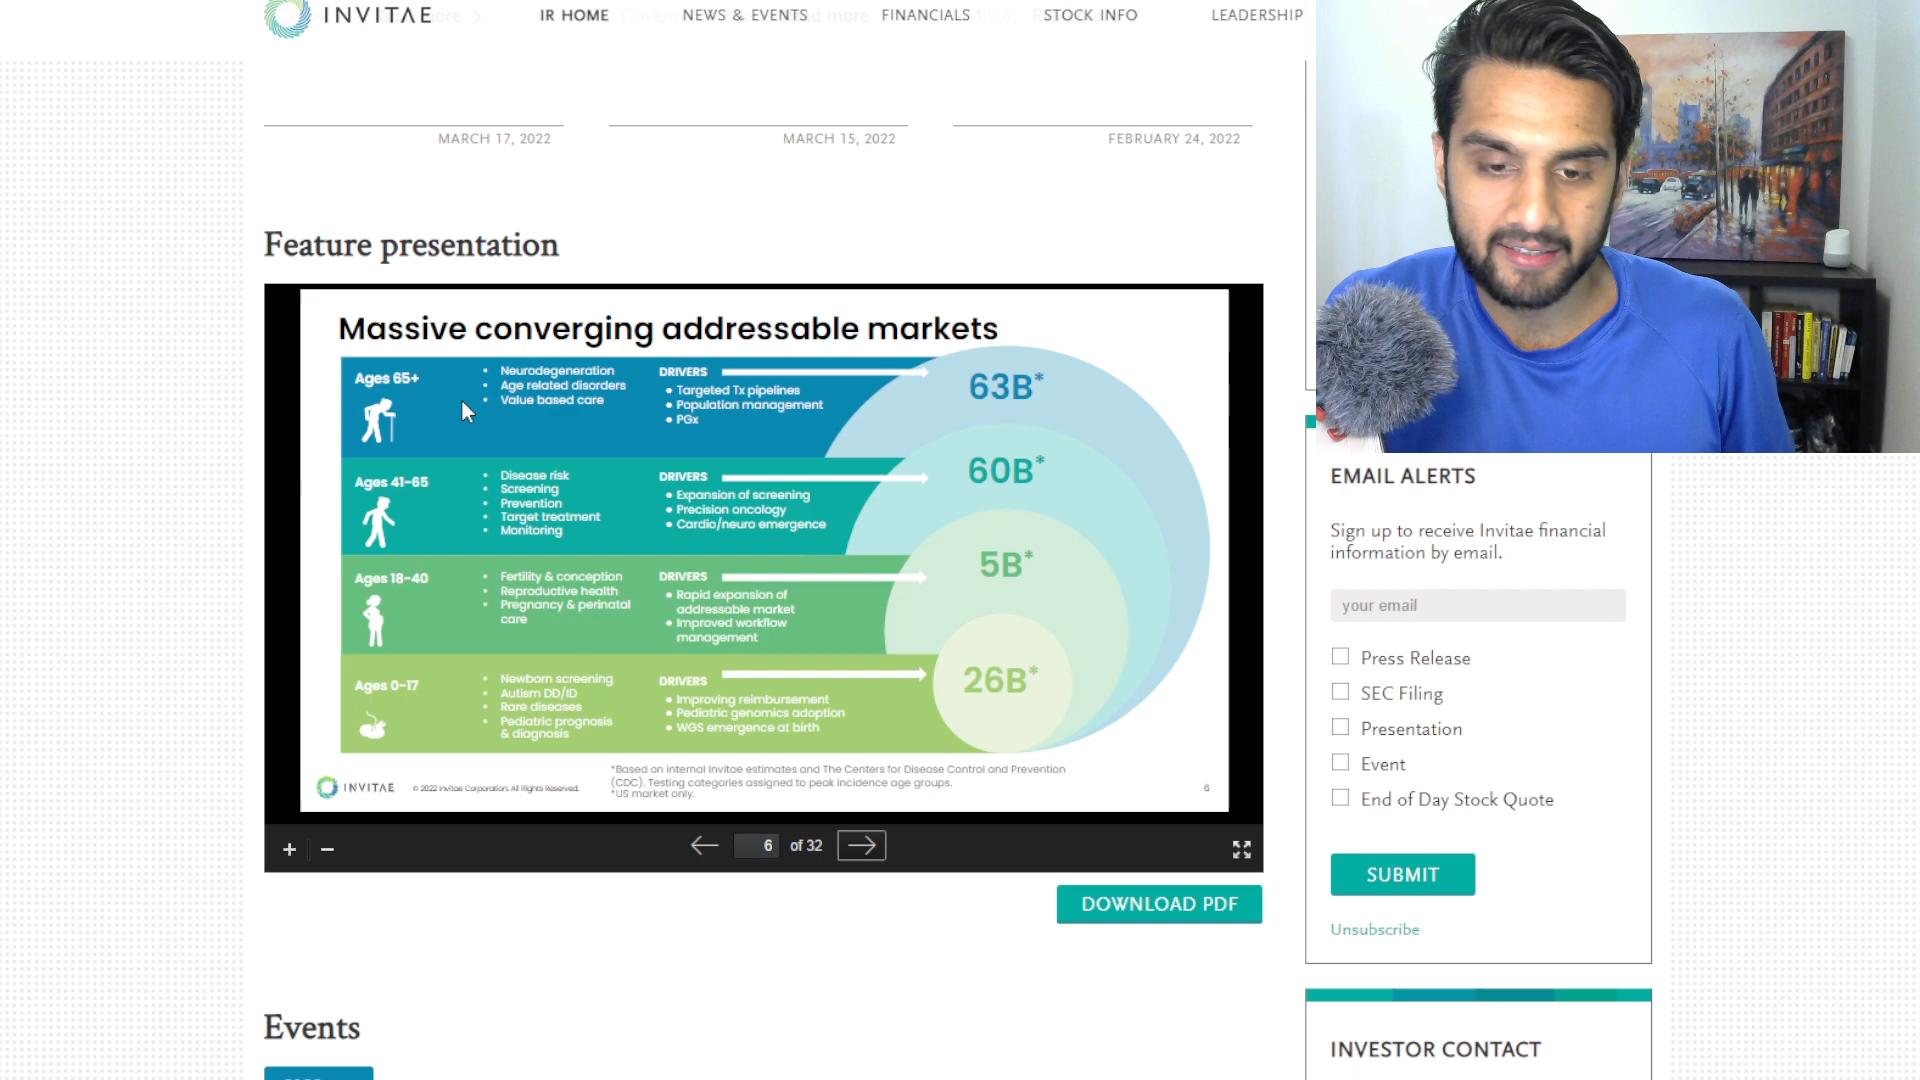 INVITAE
IR HOME
NEWS & EVENTS
FINANCIALS
STOCK INFO
LEADERSHIP
MARCH 17, 2022
MARCH 15, 2022
FEBRUARY 24, 2022
Feature presentation
Massive converging addressable markets
Ages 65+
• Neurodegeneration
• Age related disorders
• Value based care
DRIVERS
• Targeted Tx pipelines
• Population management
• PGx
63B*
Ages 41-65
• Disease risk
• Screening
• Prevention
• Target treatment
• Monitoring
DRIVERS
• Expansion of screening
• Precision oncology
• Cardio/neuro emergence
60B*
Ages 18-40
• Fertility & conception
• Reproductive health
• Pregnancy & perinatal
care
DRIVERS
• Rapid expansion of
addressable market
• Improved workflow
management
5B*
Ages 0-17
• Newborn screening
• Autism DD/ID
• Rare diseases
• Pediatric prognosis
& diagnosis
DRIVERS
• Improving reimbursement
• Pediatric genomics adoption
• WGS emergence at birth
26B*
*Based on internal Invitae estimates and The Centers for Disease Control and Prevention
(CDC). Testing categories assigned to peak incidence age groups.
*US market only.
INVITAE
© 2022 Invitae Corporation. All Rights Reserved.
6
+ −
6 of 32
DOWNLOAD PDF
Events
EMAIL ALERTS
Sign up to receive Invitae financial
information by email.
your email
Press Release
SEC Filing
Presentation
Event
End of Day Stock Quote
SUBMIT
Unsubscribe
INVESTOR CONTACT